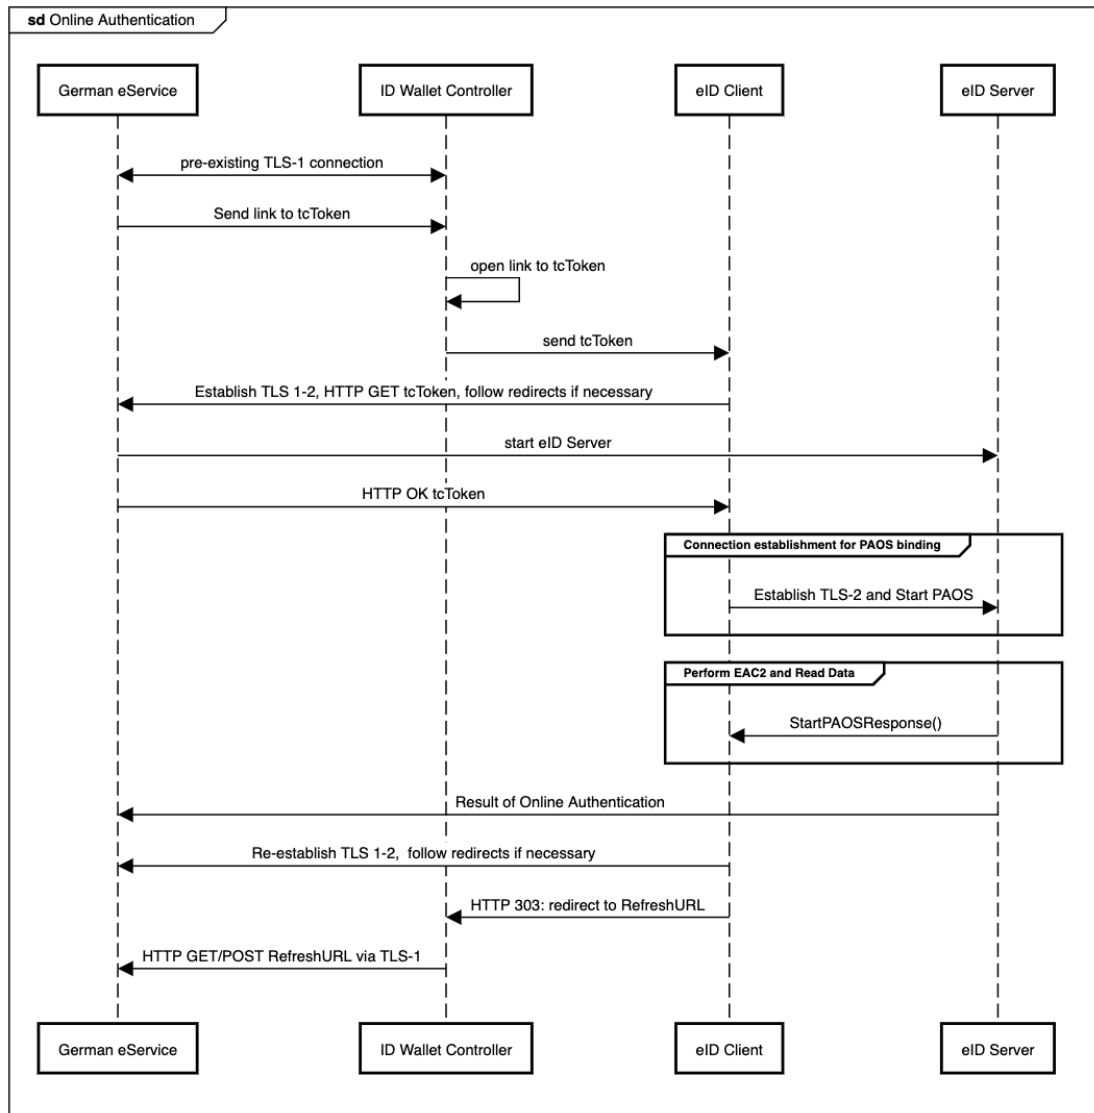 sd Online Authentication
German eService
ID Wallet Controller
eID Client
eID Server
pre-existing TLS-1 connection
Send link to tcToken
open link to tcToken
send tcToken
Establish TLS 1-2, HTTP GET tcToken, follow redirects if necessary
start eID Server
HTTP OK tcToken
Connection establishment for PAOS binding
Establish TLS-2 and Start PAOS
Perform EAC2 and Read Data
StartPAOSResponse()
Result of Online Authentication
Re-establish TLS 1-2,  follow redirects if necessary
HTTP 303: redirect to RefreshURL
HTTP GET/POST RefreshURL via TLS-1
German eService
ID Wallet Controller
eID Client
eID Server